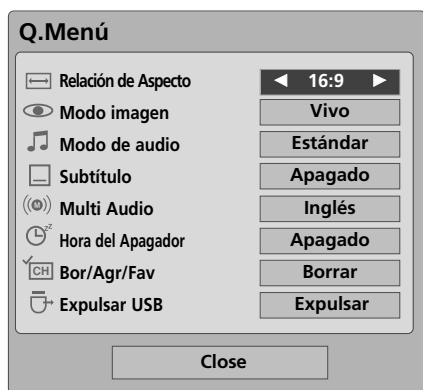 Q.Menú
Relación de Aspecto ◄ 16:9 ►
Modo imagen Vivo
Modo de audio Estándar
Subtítulo Apagado
Multi Audio Inglés
Hora del Apagador Apagado
Bor/Agr/Fav Borrar
Expulsar USB Expulsar
Close